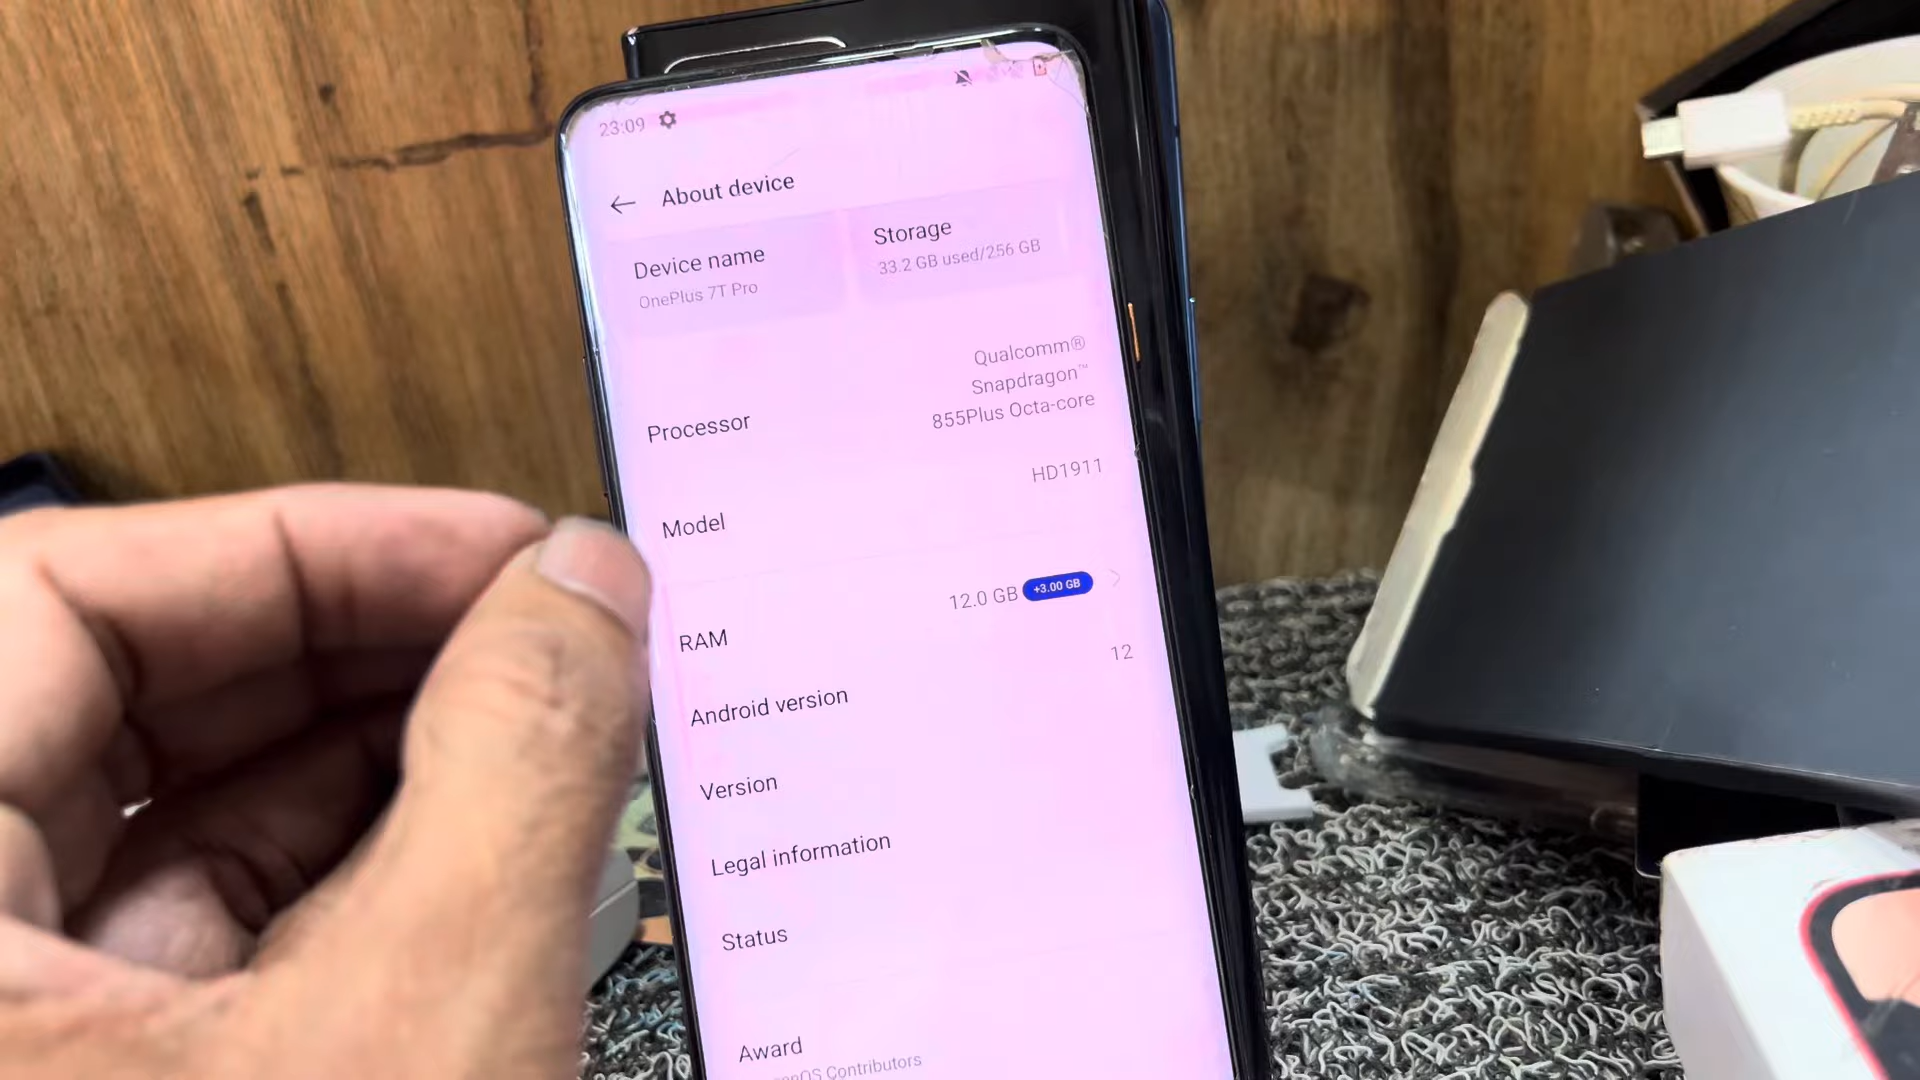 23:09
About device
Device name
OnePlus 7T Pro
Storage
33.2 GB used/256 GB
Processor
Qualcomm®
Snapdragon™
855Plus Octa-core
Model
HD1911
RAM
12.0 GB +3.00 GB
Android version
12
Version
Legal information
Status
Award
Contributors